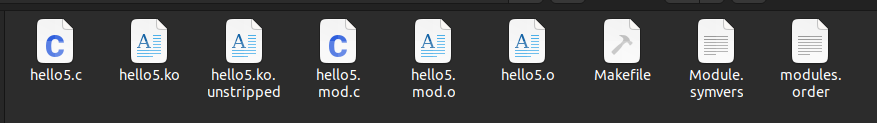 hello5.c
hello5.ko
hello5.ko.
unstripped
hello5.
mod.c
hello5.
mod.o
hello5.o
Makefile
Module.
symvers
modules.
order